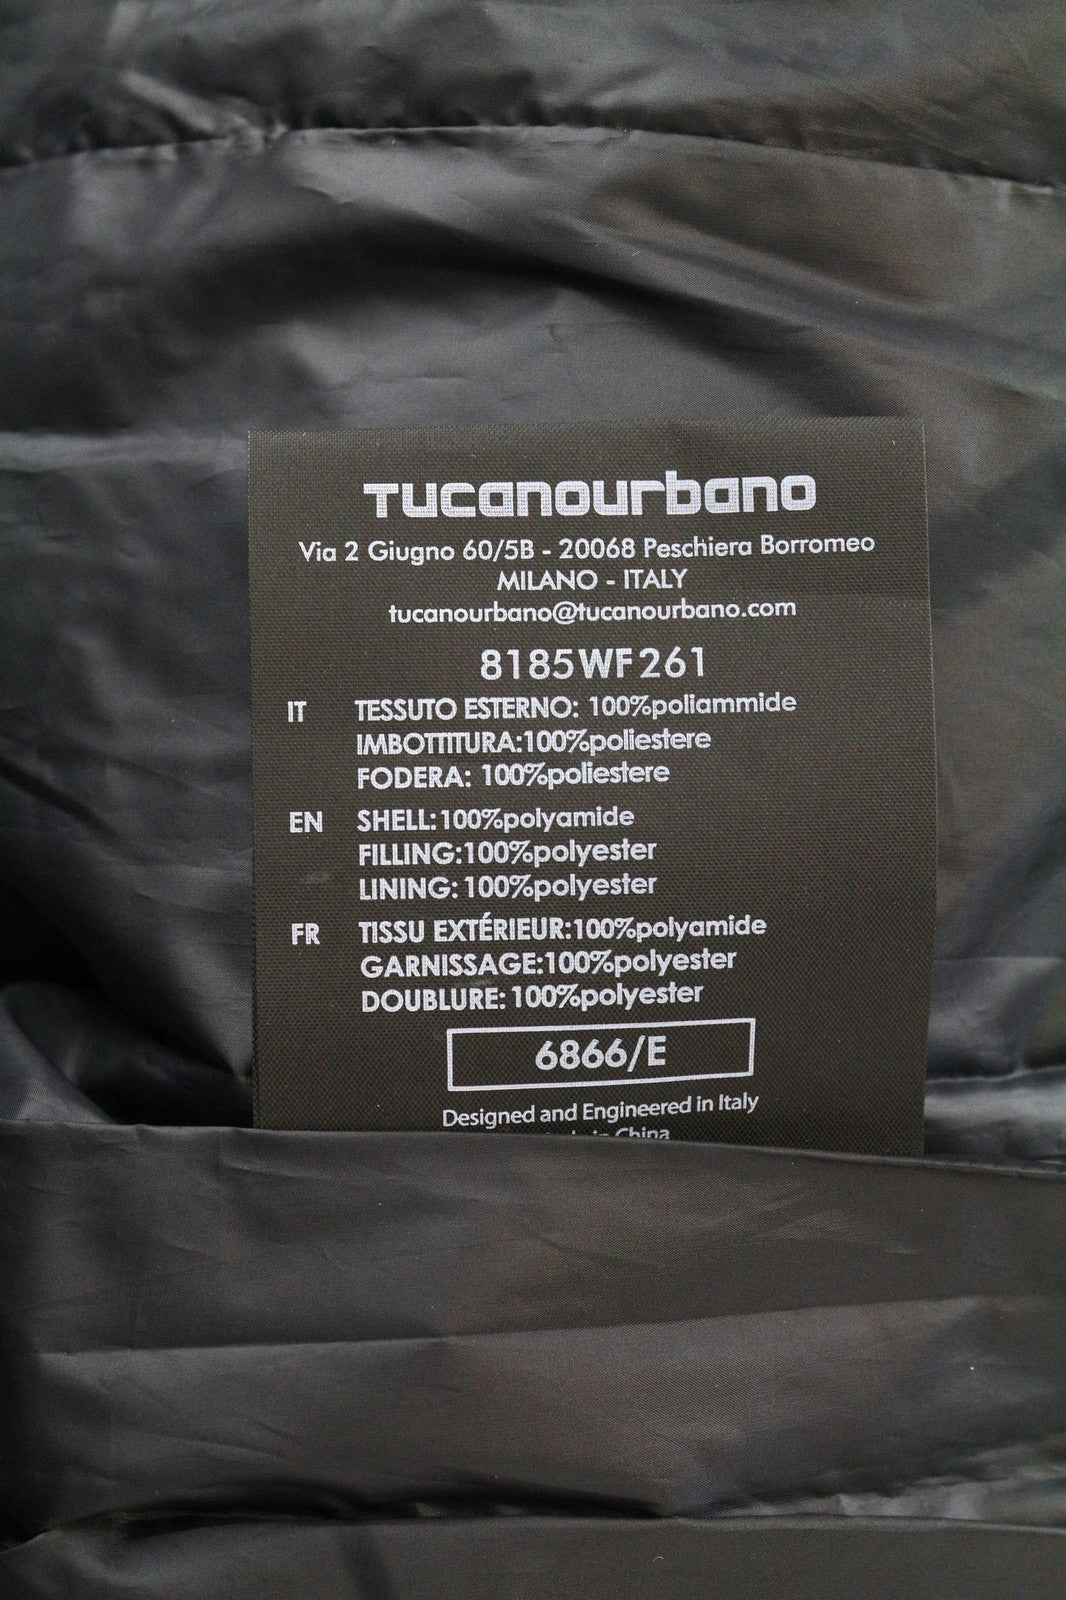 TUCANOURBANO
Via 2 Giugno 60/5B - 20068 Peschiera Borromeo
MILANO - ITALY
tucanourbano@tucanourbano.com
8185WF261
IT TESSUTO ESTERNO: 100%poliammide
IMBOTTITURA:100%poliestere
FODERA: 100%poliestere
EN SHELL:100%polyamide
FILLING:100%polyester
LINING:100%polyester
FR TISSU EXTÉRIEUR:100%polyamide
GARNISSAGE:100%polyester
DOUBLURE:100%polyester
6866/E
Designed and Engineered in Italy
in China